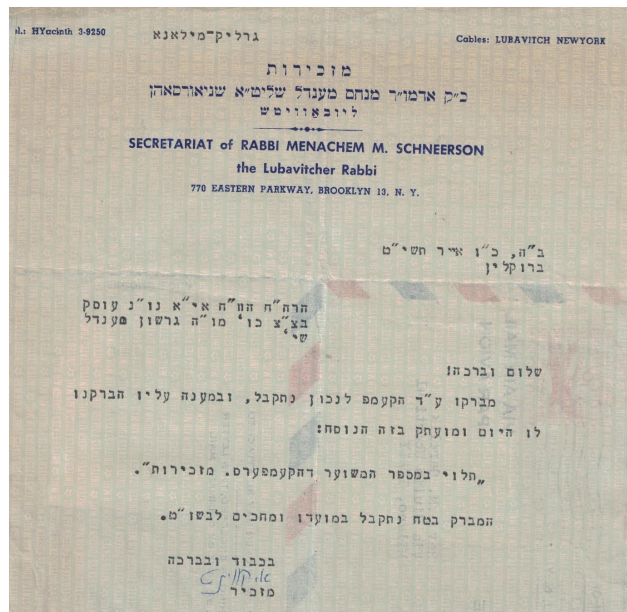 גרליק-מילאנא
l.: HYacinth 3-9250
Cables: LUBAVITCH NEWYORK
מזכירות
כ״ק אדמו״ר מנחם מענדל שליט״א שניאורסאהן
ליובאוויטש
SECRETARIAT of RABBI MENACHEM M. SCHNEERSON
the Lubavitcher Rabbi
770 EASTERN PARKWAY, BROOKLYN 13, N. Y.
ב"ה, כ"ו אייר תשי"ט
ברוקלין
הרה"ח הוו"ח אי"א נו"נ עוסק
בצ"צ כו' מו"ה גרשון מענדל
שי'
שלום וברכה!
מברקו ע"ד הקעמפ לנכון נתקבל, ובמענה עליו הברקנו
לו היום ומועתק בזה הנוסח:
"תלוי במספר המשוער דהקעמפערס. מזכירות".
המברק בטח נתקבל במועדו ומחכים לבשו"ט.
בכבוד ובברכה
מזכיר